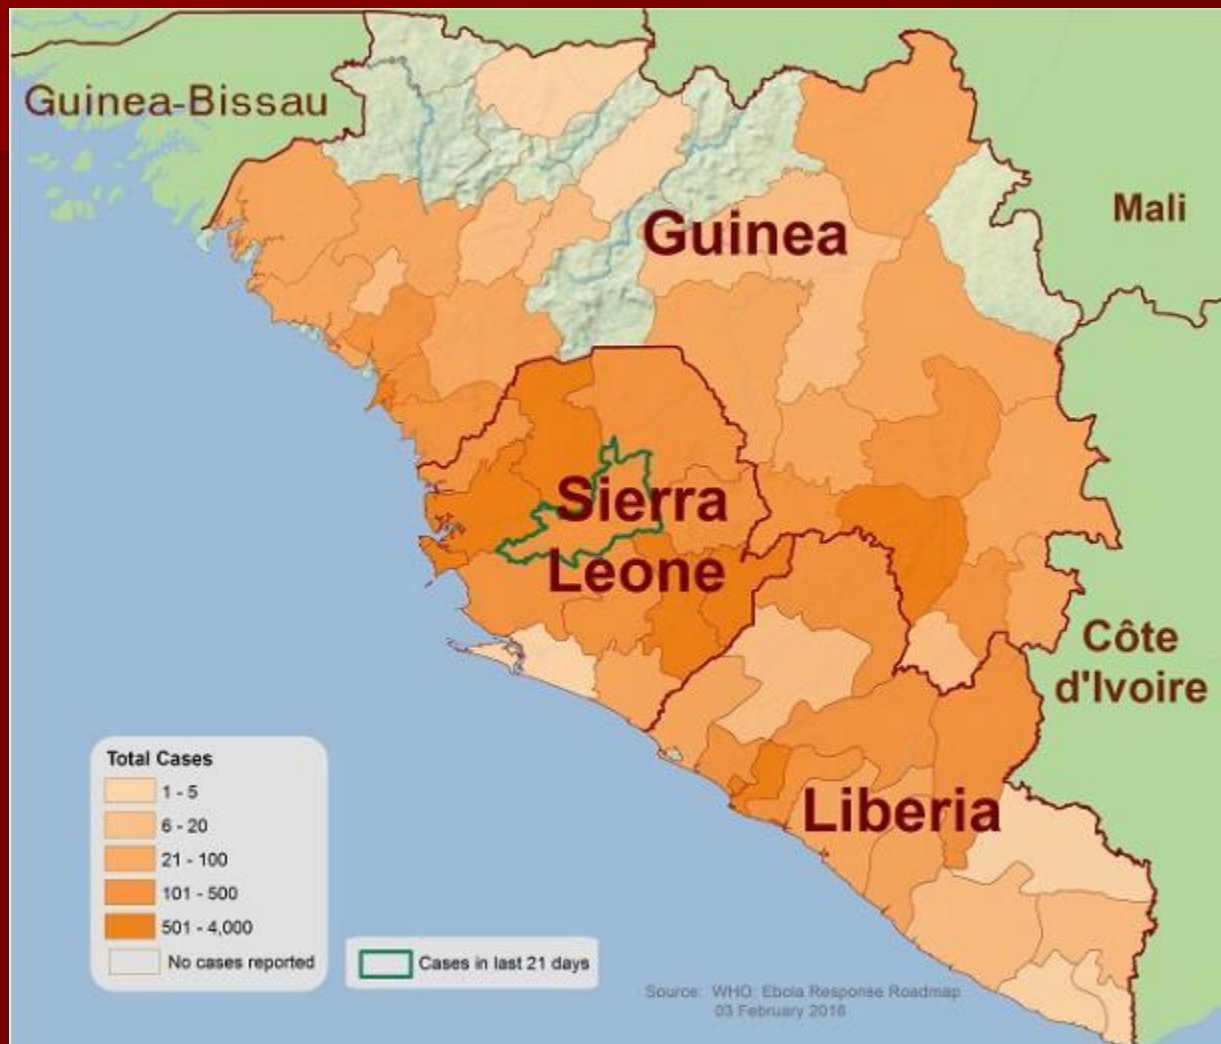 Guinea-Bissau
Mali
Guinea
Sierra
Leone
Côte
d'Ivoire
Liberia
Total Cases
1 - 5
6 - 20
21 - 100
101 - 500
501 - 4,000
No cases reported
Cases in last 21 days
Source: WHO: Ebola Response Roadmap
03 February 2016